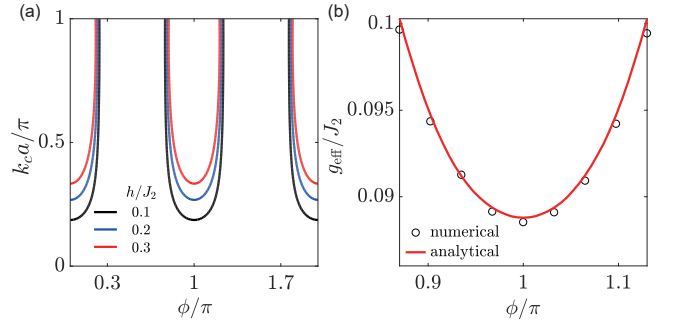 (a)
1
0.5
0
k_c a/π
h/J_2
0.1
0.2
0.3
0.3
1
1.7
ϕ/π
(b)
0.1
0.095
0.09
g_eff/J_2
numerical
analytical
0.9
1
1.1
ϕ/π